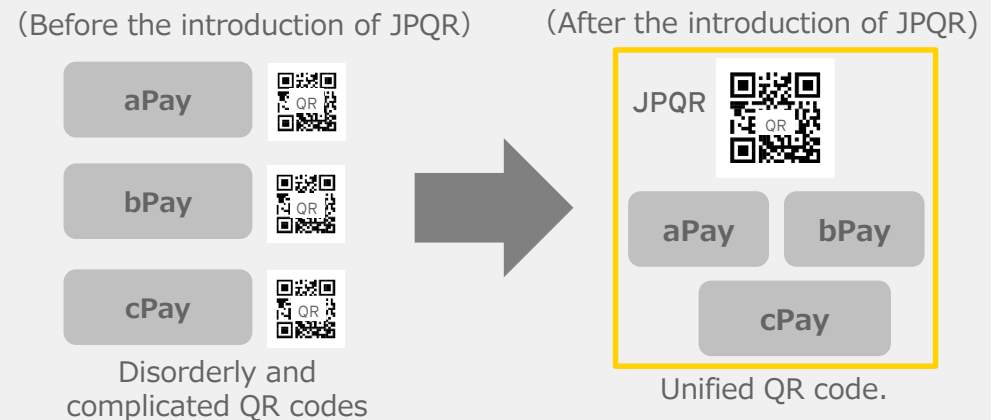 （Before the introduction of JPQR）
aPay
QR
bPay
QR
cPay
QR
Disorderly and
complicated QR codes
（After the introduction of JPQR)
JPQR
QR
aPay bPay
cPay
Unified QR code.